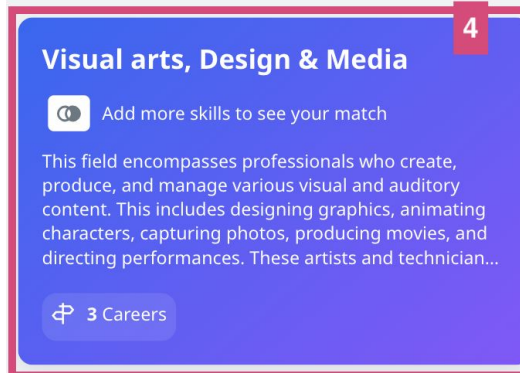 4
Visual arts, Design & Media
Add more skills to see your match
This field encompasses professionals who create,
produce, and manage various visual and auditory
content. This includes designing graphics, animating
characters, capturing photos, producing movies, and
directing performances. These artists and technician...
3 Careers